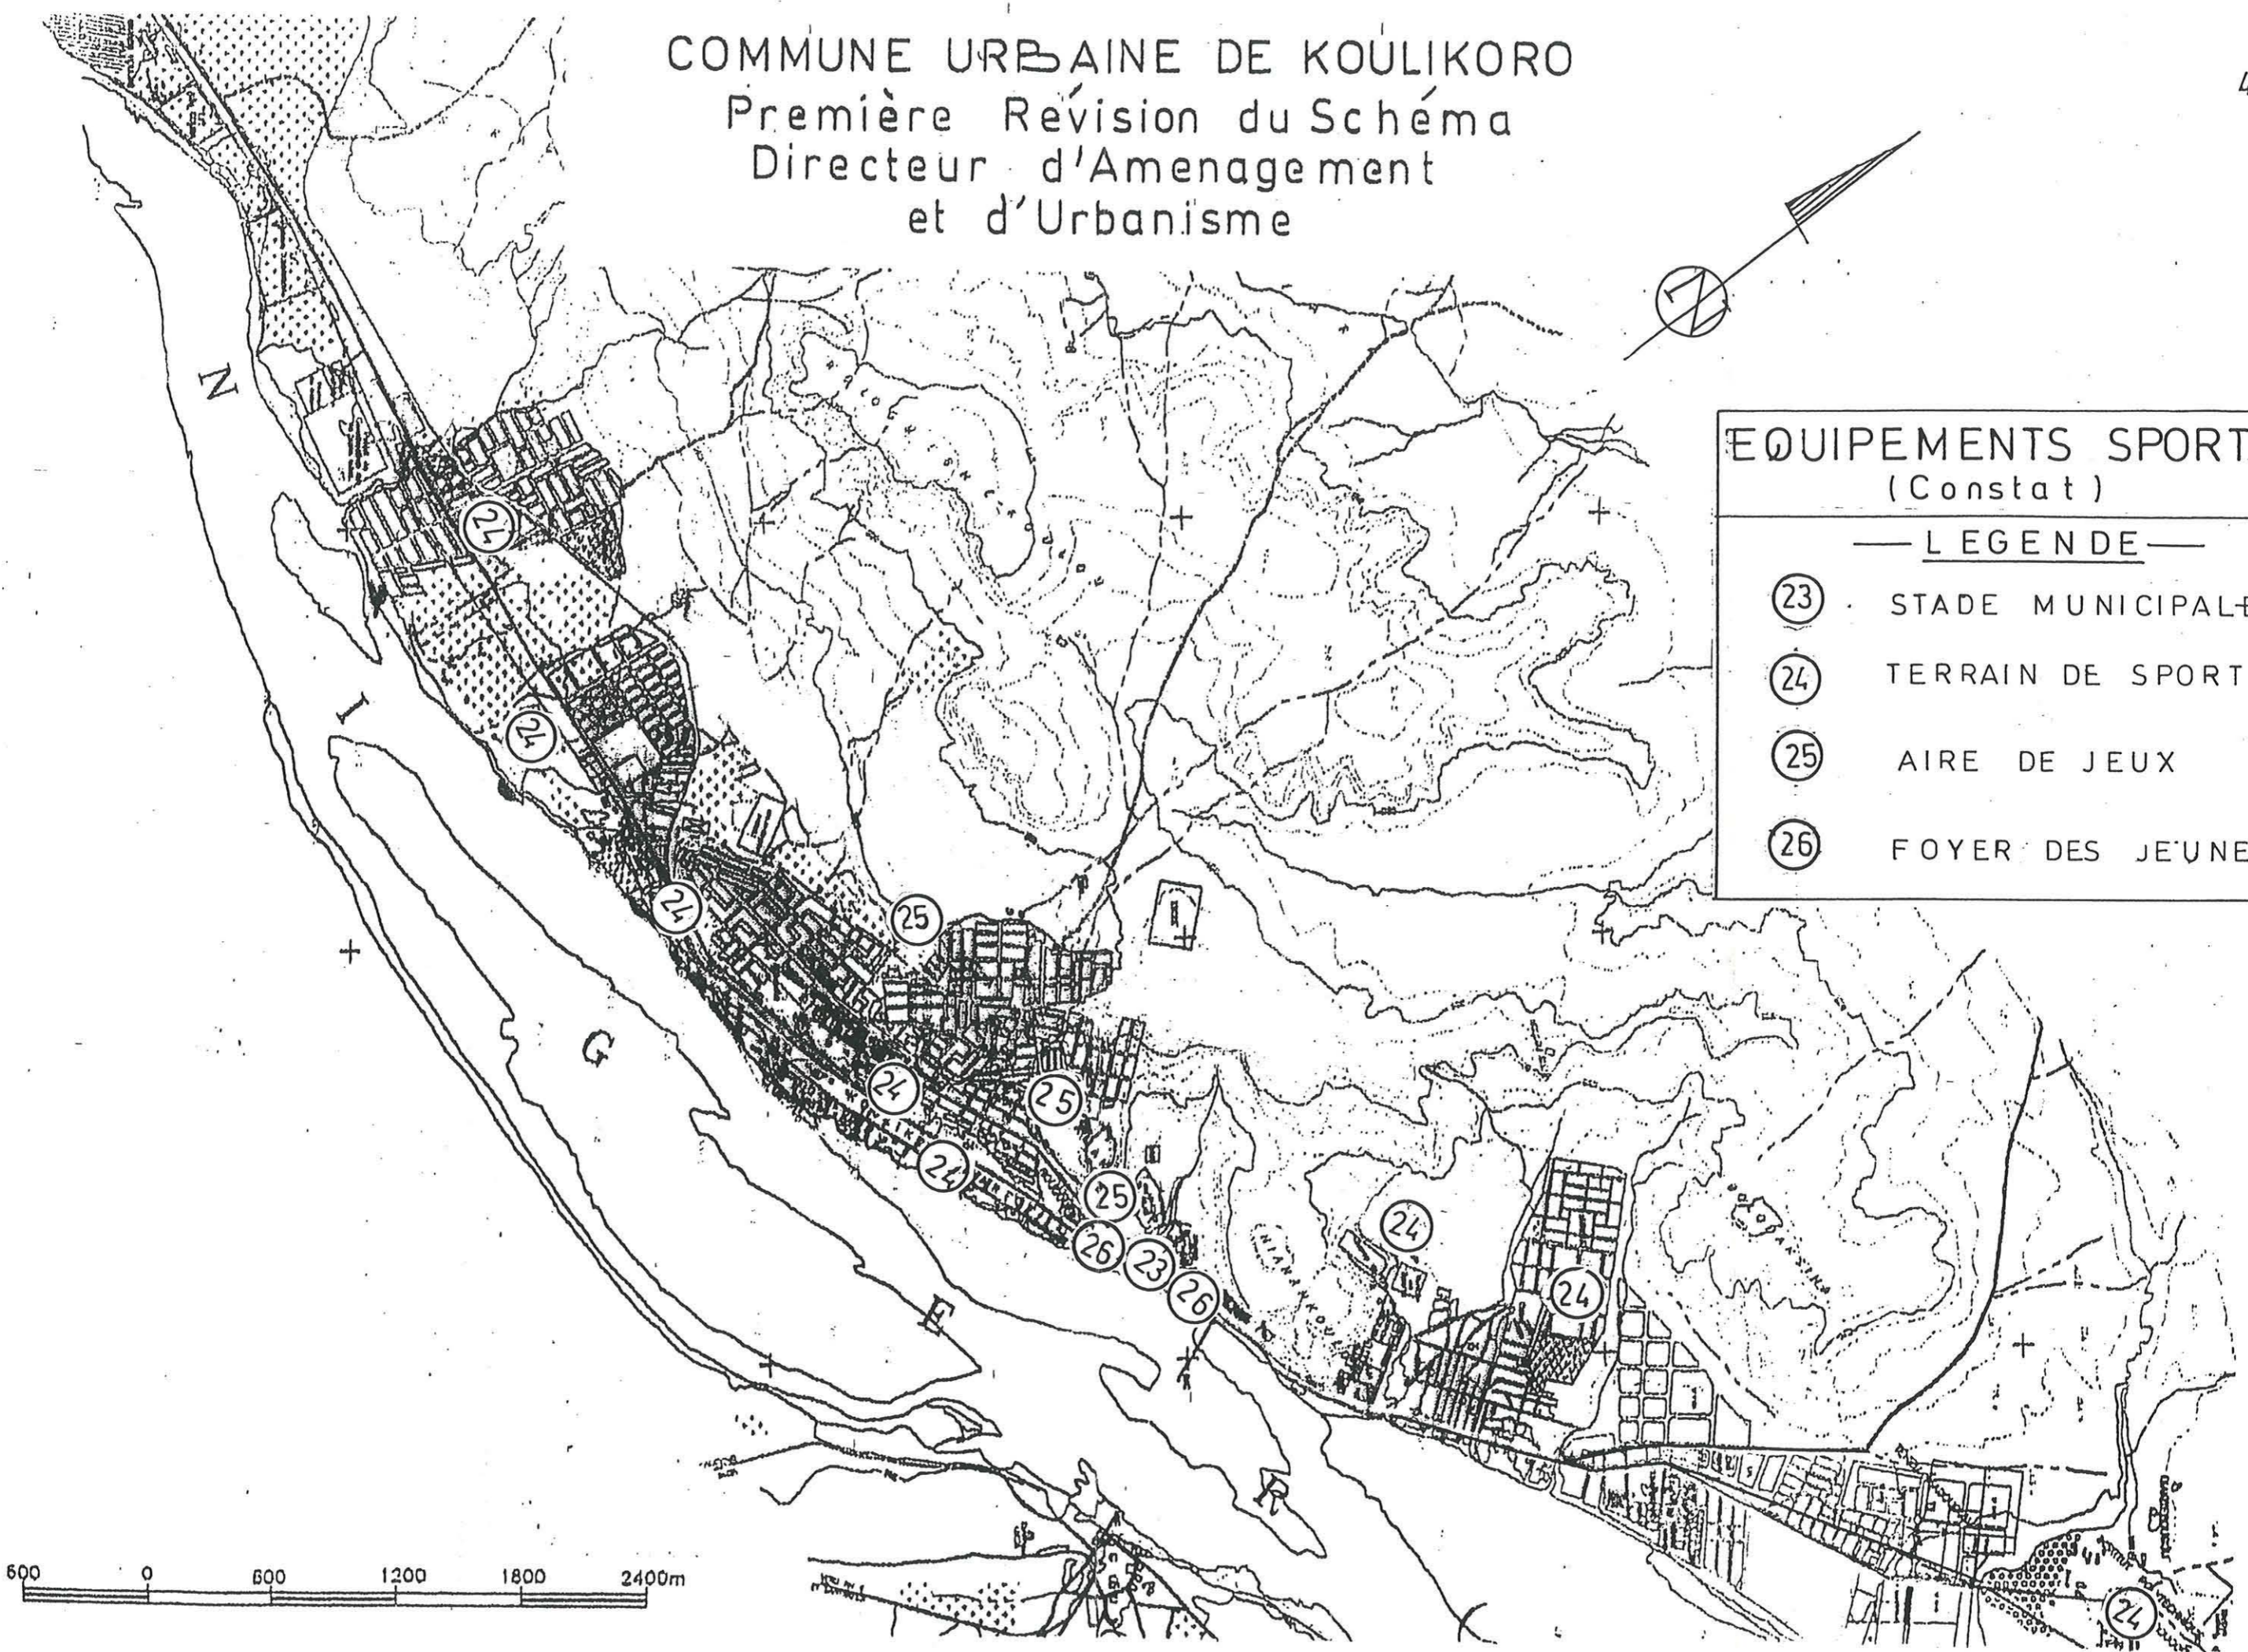 COMMUNE URBAINE DE KOULIKORO
Première Révision du Schéma
Directeur d'Amenagement
et d'Urbanisme
4
N
EQUIPEMENTS SPORT
(Constat)
LEGENDE
23 STADE MUNICIPALE
24 TERRAIN DE SPORT
25 AIRE DE JEUX
26 FOYER DES JEUNE
N
I
G
E
R
24
24
24
25
24
25
24
25
26
23
26
24
24
24
600 0 600 1200 1800 2400m